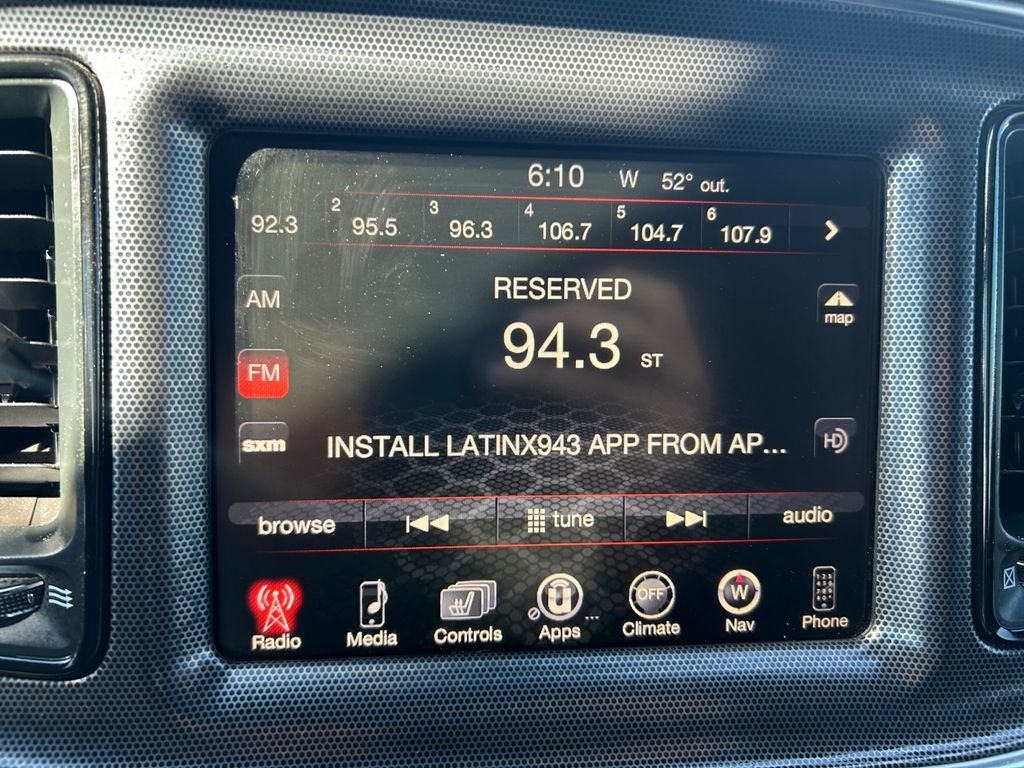 6:10 W 52° out.
1 92.3 2 95.5 3 96.3 4 106.7 5 104.7 6 107.9
AM
RESERVED
map
94.3 ST
FM
sxm
INSTALL LATINX943 APP FROM AP...
HD
browse tune audio
OFF W
Radio Media Controls Apps ... Climate Nav Phone